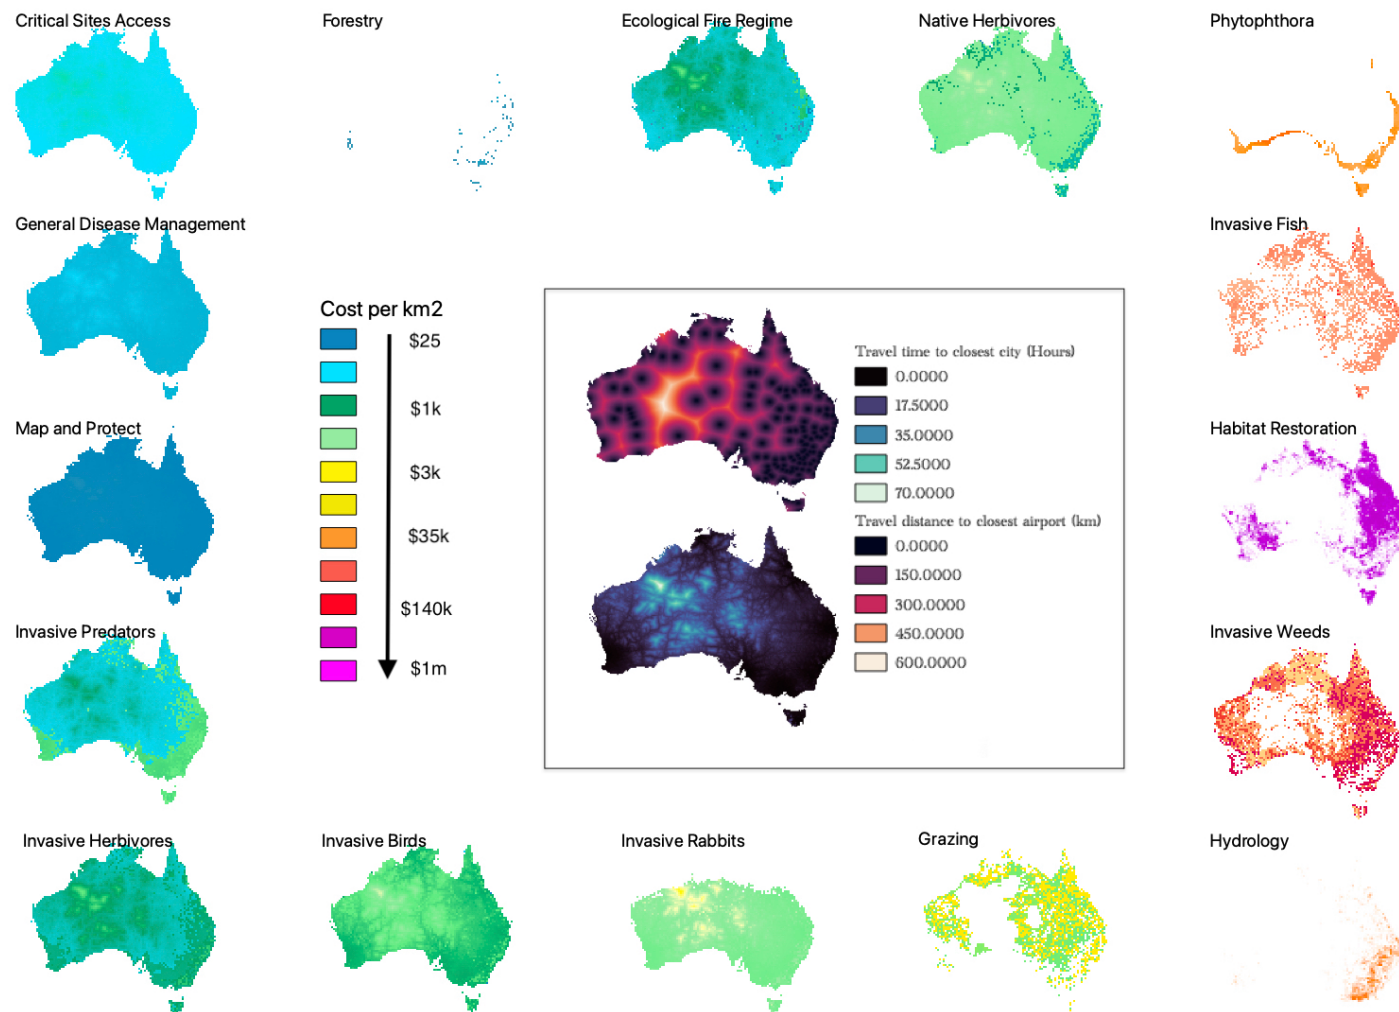 Critical Sites Access
Forestry
Ecological Fire Regime
Native Herbivores
Phytophthora
General Disease Management
Invasive Fish
Cost per km2
$25
$1k
$3k
$35k
$140k
$1m
Travel time to closest city (Hours)
0.0000
17.5000
35.0000
52.5000
70.0000
Travel distance to closest airport (km)
0.0000
150.0000
300.0000
450.0000
600.0000
Map and Protect
Habitat Restoration
Invasive Predators
Invasive Weeds
Invasive Herbivores
Invasive Birds
Invasive Rabbits
Grazing
Hydrology